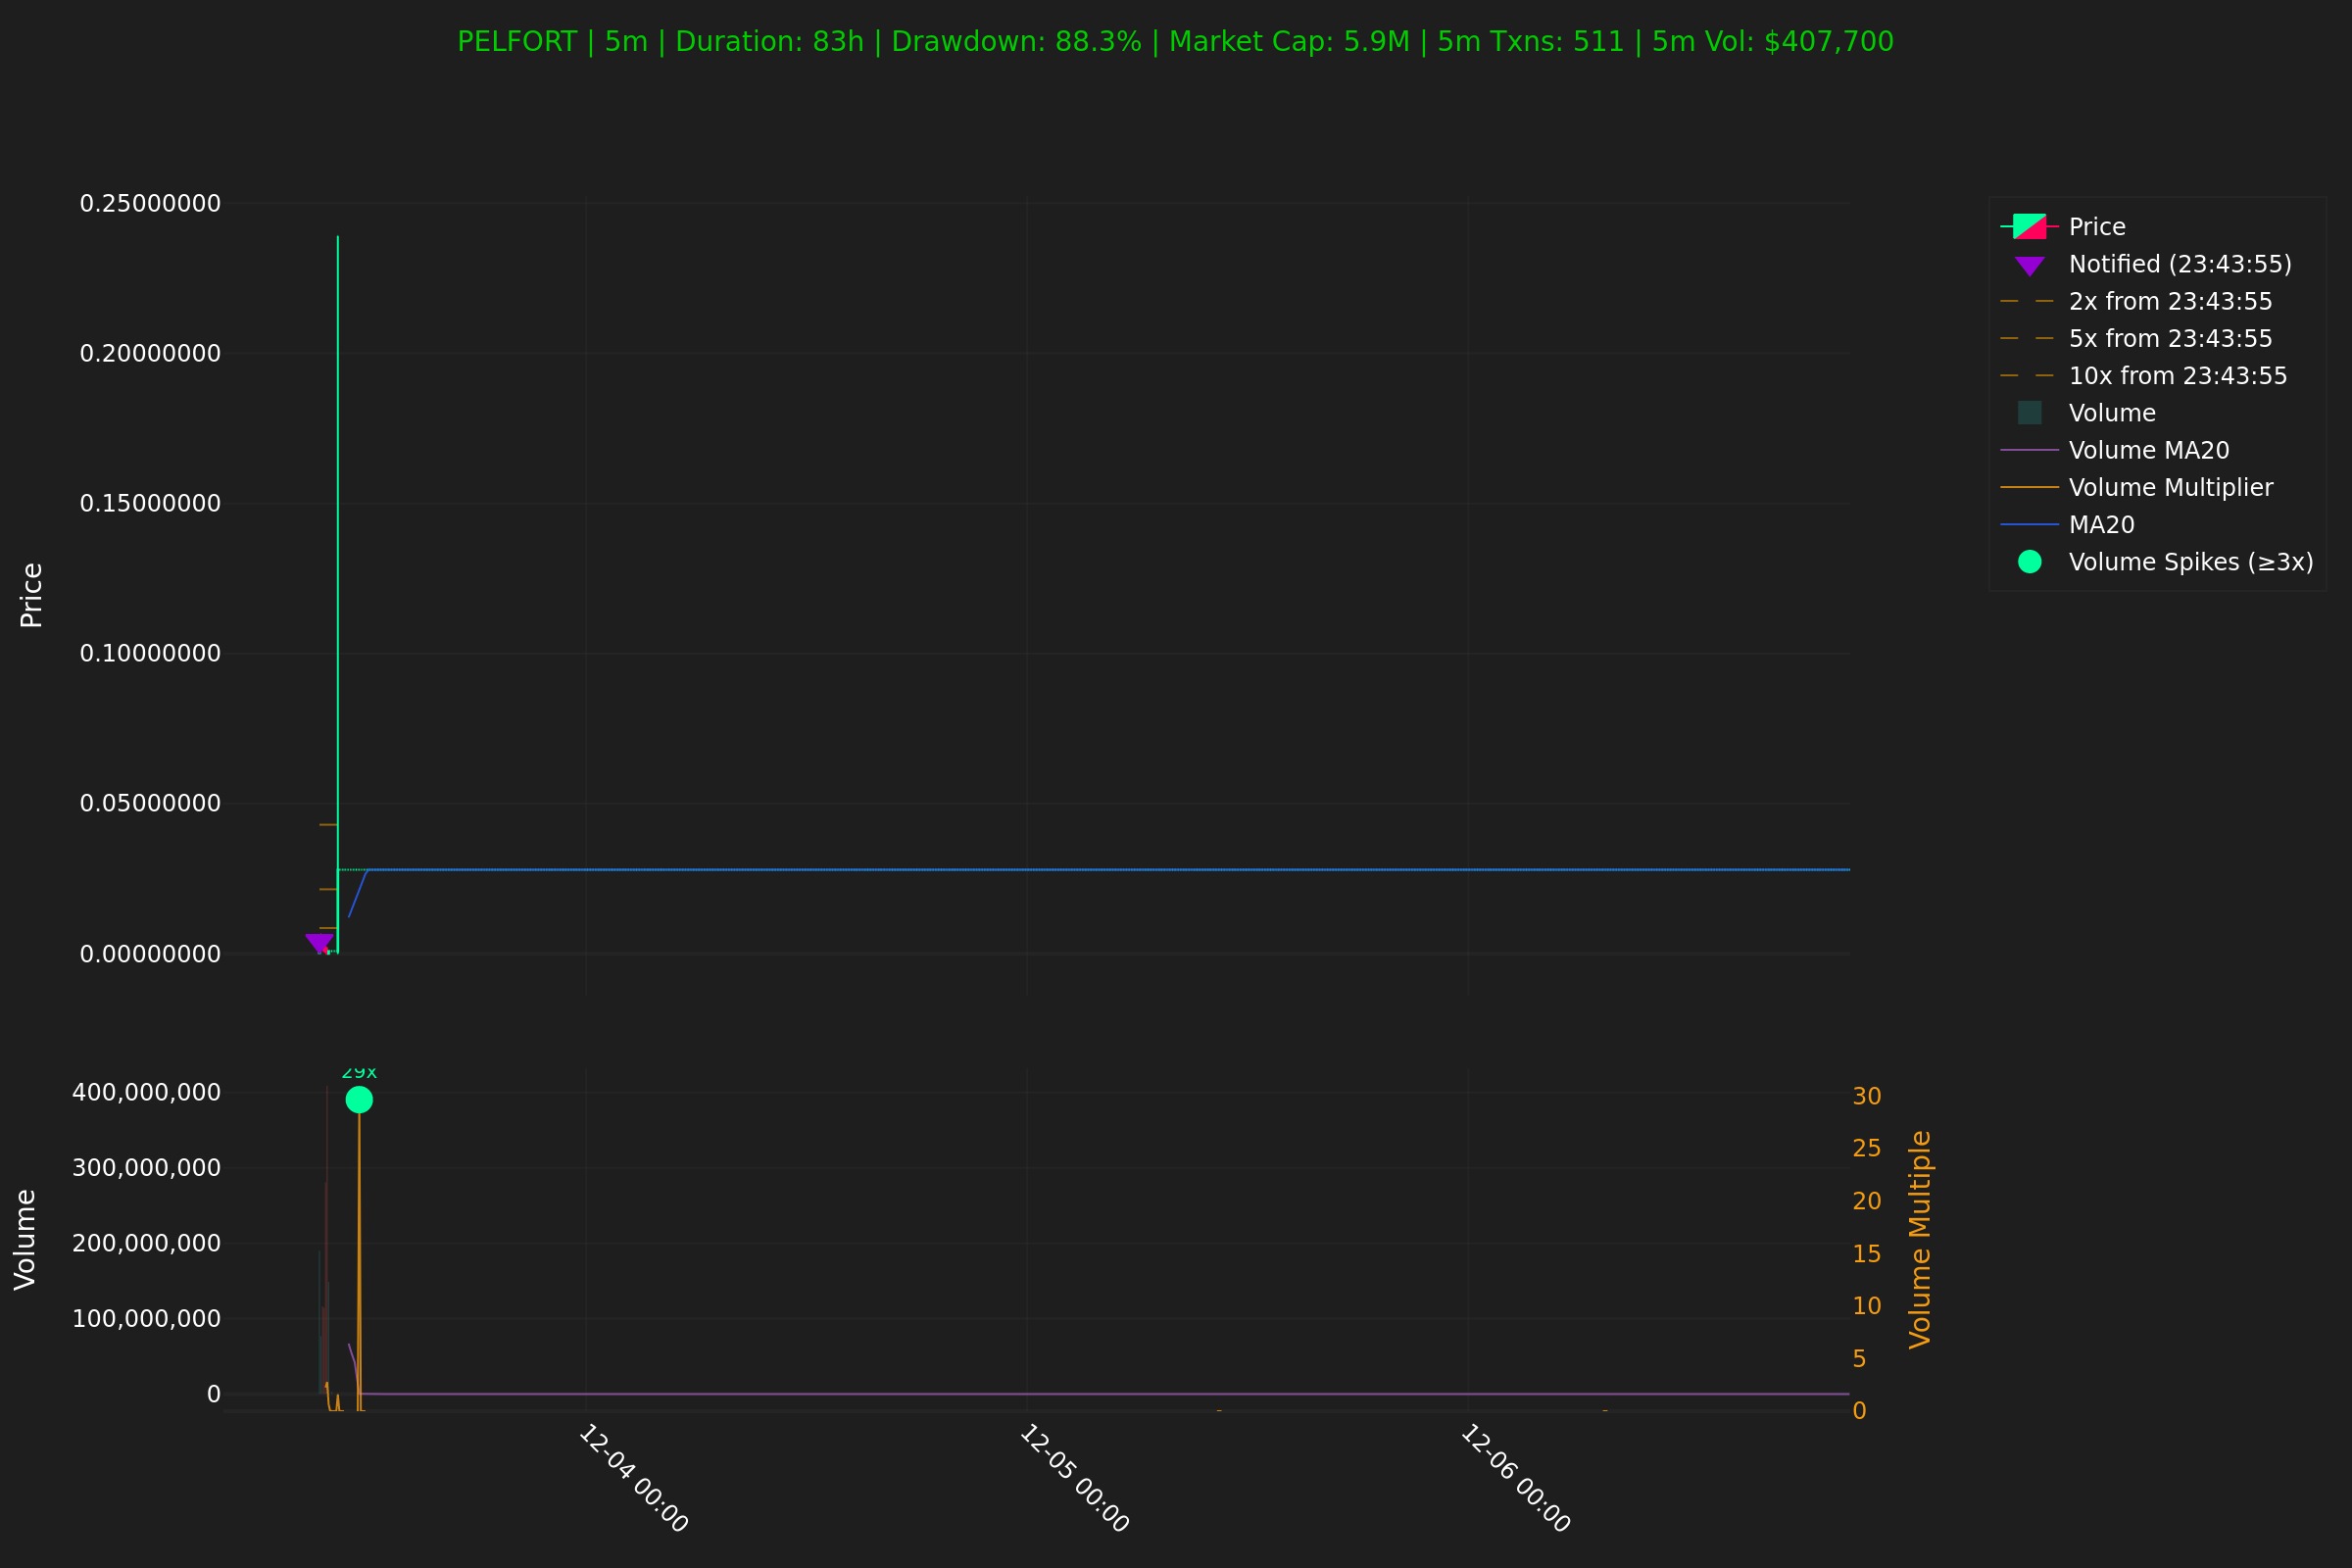 PELFORT | 5m | Duration: 83h | Drawdown: 88.3% | Market Cap: 5.9M | 5m Txns: 511 | 5m Vol: $407,700
0.25000000
0.20000000
0.15000000
0.10000000
0.05000000
0.00000000
Price
Price
Notified (23:43:55)
2x from 23:43:55
5x from 23:43:55
10x from 23:43:55
Volume
Volume MA20
Volume Multiplier
MA20
Volume Spikes (≥3x)
29x
400,000,000
300,000,000
200,000,000
100,000,000
0
Volume
30
25
20
15
10
5
0
Volume Multiple
12-04 00:00
12-05 00:00
12-06 00:00